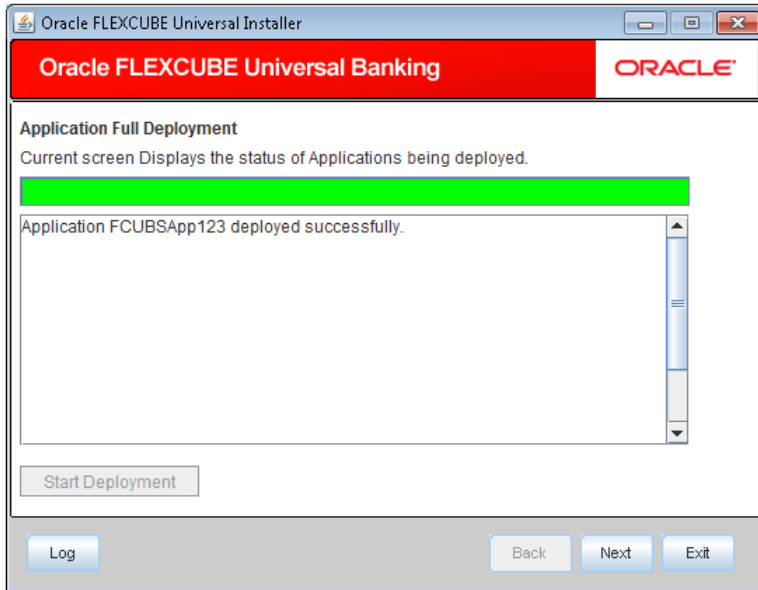 Oracle FLEXCUBE Universal Installer
Oracle FLEXCUBE Universal Banking
ORACLE'
Application Full Deployment
Current screen Displays the status of Applications being deployed.
Application FCUBSApp123 deployed successfully.
Start Deployment
Log
Back
Next
Exit